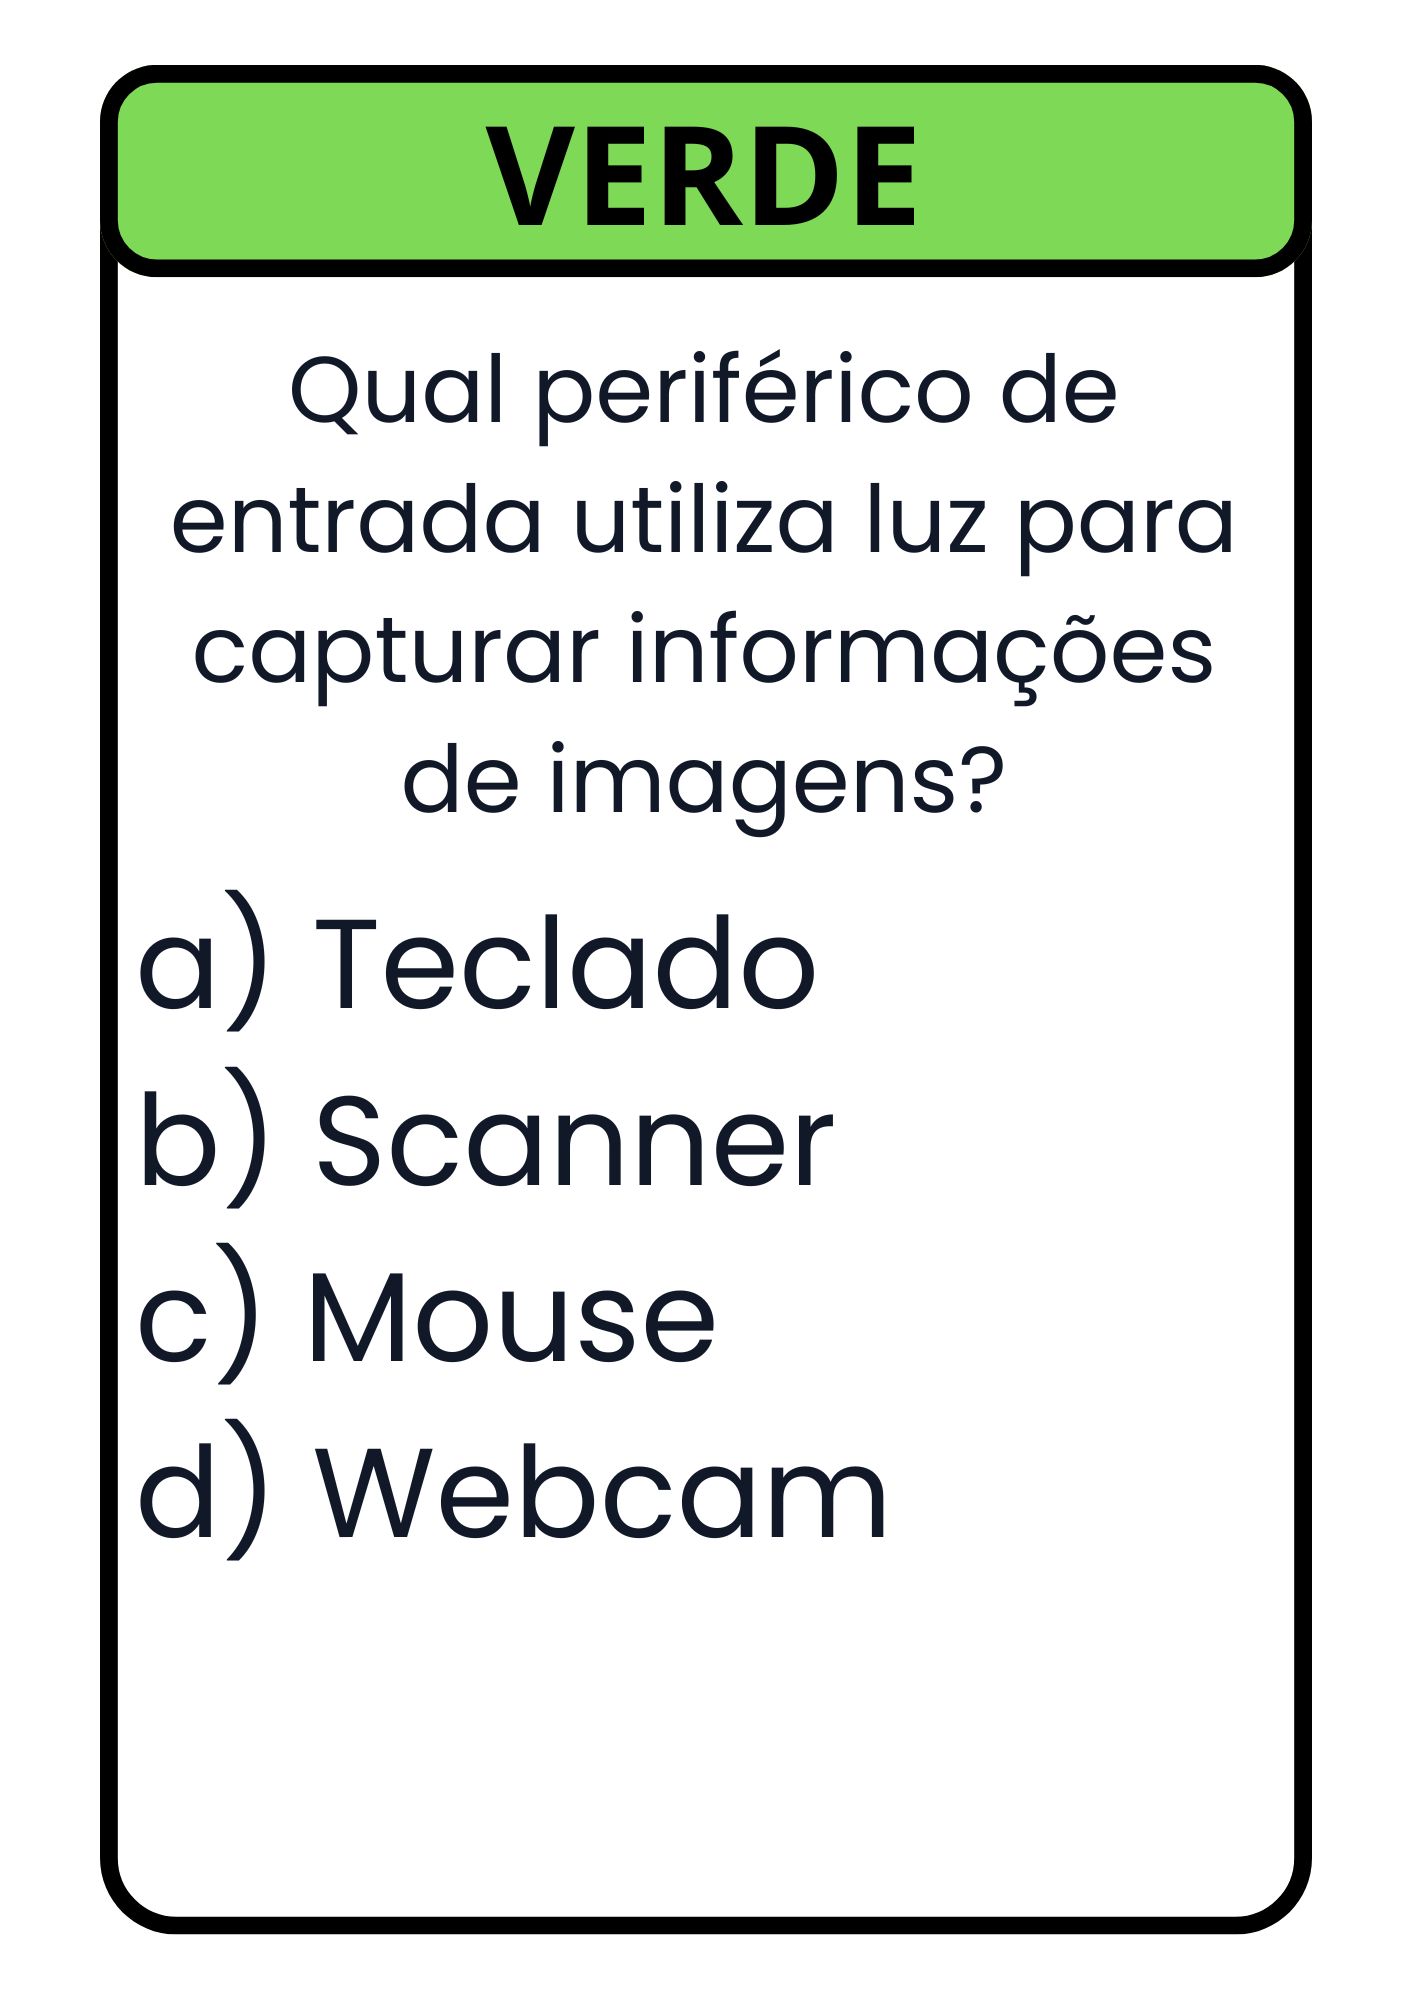 VERDE
Qual periférico de
entrada utiliza luz para
capturar informações
de imagens?
a) Teclado
b) Scanner
c) Mouse
d) Webcam